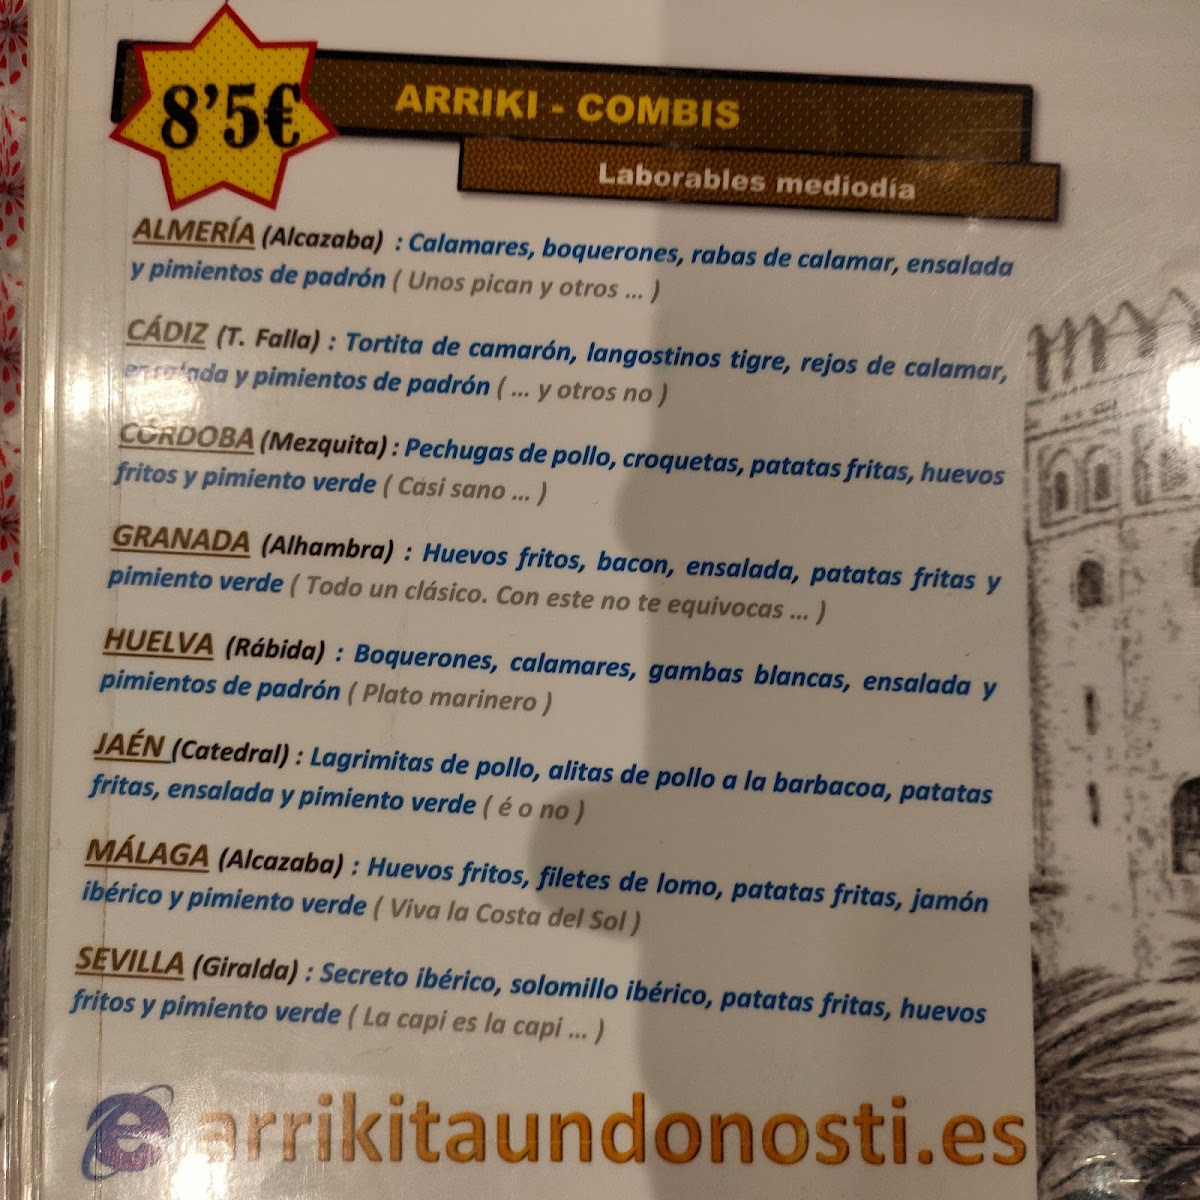 8'5€
ARRIKI - COMBIS
Laborables mediodía
ALMERÍA (Alcazaba) : Calamares, boquerones, rabas de calamar, ensalada
y pimientos de padrón ( Unos pican y otros ... )
CÁDIZ (T. Falla) : Tortita de camarón, langostinos tigre, rejos de calamar,
ensalada y pimientos de padrón ( ... y otros no )
CÓRDOBA (Mezquita) : Pechugas de pollo, croquetas, patatas fritas, huevos
fritos y pimiento verde ( Casi sano ... )
GRANADA (Alhambra) : Huevos fritos, bacon, ensalada, patatas fritas y
pimiento verde ( Todo un clásico. Con este no te equivocas ... )
HUELVA (Rábida) : Boquerones, calamares, gambas blancas, ensalada y
pimientos de padrón ( Plato marinero )
JAÉN (Catedral) : Lagrimitas de pollo, alitas de pollo a la barbacoa, patatas
fritas, ensalada y pimiento verde ( é o no )
MÁLAGA (Alcazaba) : Huevos fritos, filetes de lomo, patatas fritas, jamón
ibérico y pimiento verde ( Viva la Costa del Sol )
SEVILLA (Giralda) : Secreto ibérico, solomillo ibérico, patatas fritas, huevos
fritos y pimiento verde ( La capi es la capi ... )
arrikitaundonosti.es